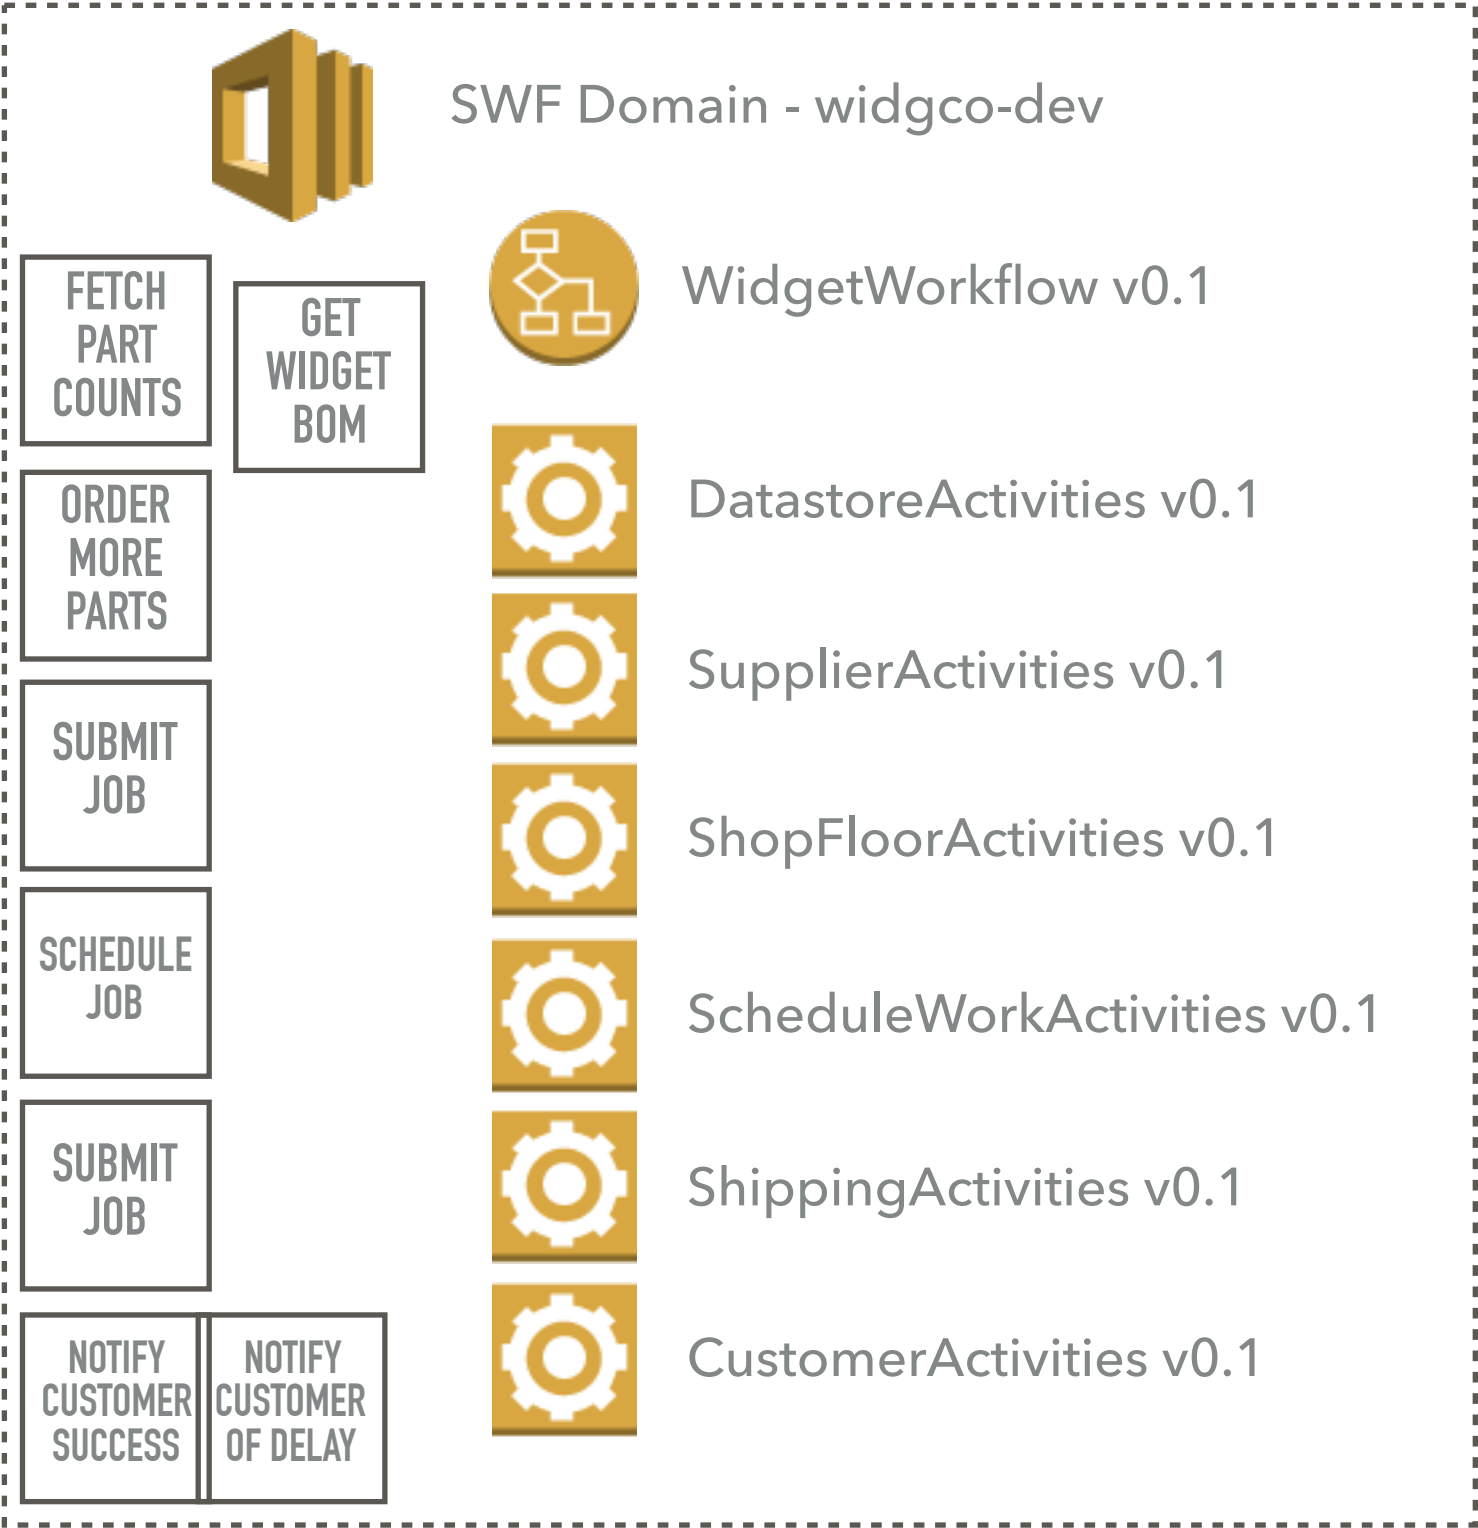 SWF Domain - widgco-dev
WidgetWorkflow v0.1
FETCH
PART
COUNTS
GET
WIDGET
BOM
DatastoreActivities v0.1
ORDER
MORE
PARTS
SupplierActivities v0.1
SUBMIT
JOB
ShopFloorActivities v0.1
SCHEDULE
JOB
ScheduleWorkActivities v0.1
SUBMIT
JOB
ShippingActivities v0.1
NOTIFY
CUSTOMER
SUCCESS
NOTIFY
CUSTOMER
OF DELAY
CustomerActivities v0.1